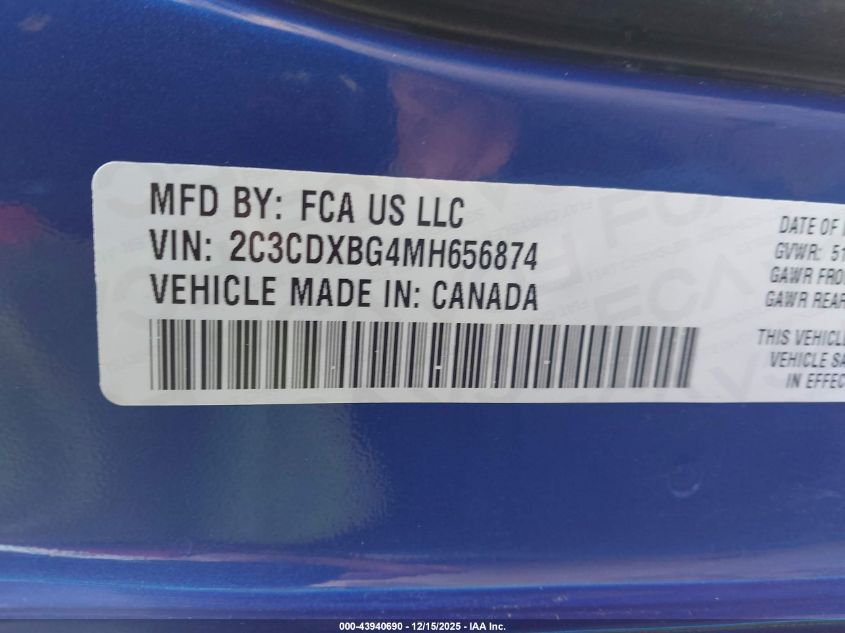 MFD BY: FCA US LLC
VIN: 2C3CDXBG4MH656874
VEHICLE MADE IN: CANADA
DATE OF
GVWR: 51
GAWR FRO
GAWR REAR
THIS VEHICLE
VEHICLE SA
IN EFFEC
000-43940690 - 12/15/2025 - IAA Inc.